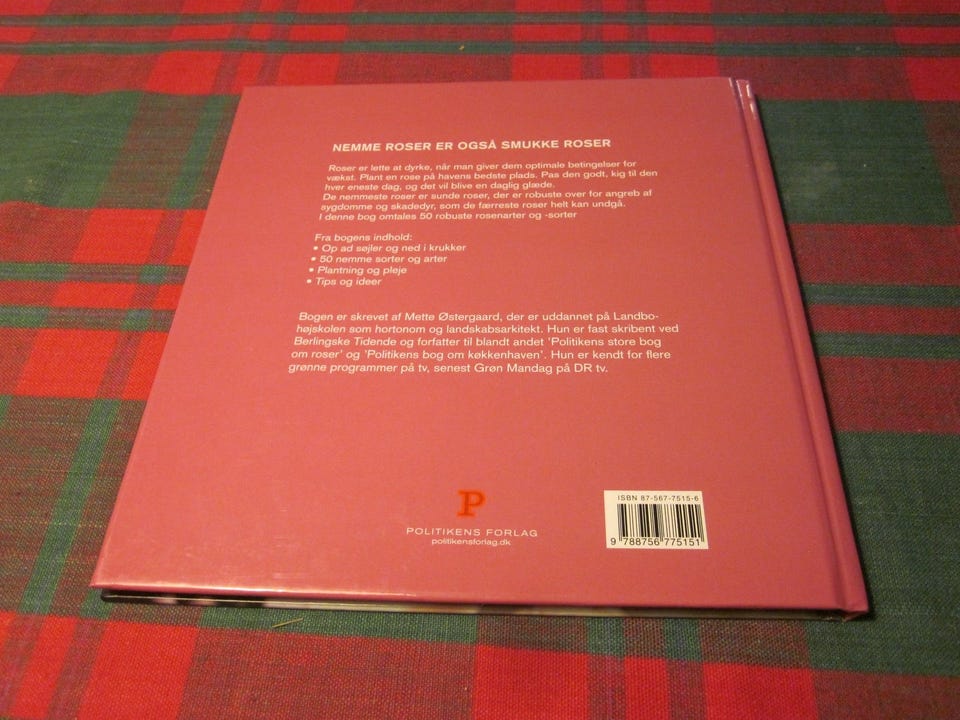 NEMME ROSER ER OGSÅ SMUKKE ROSER
Roser er lette at dyrke, når man giver dem optimale betingelser for
vækst. Plant en rose på havens bedste plads. Pas den godt, kig til den
hver eneste dag, og det vil blive en daglig glæde.
De nemmeste roser er sunde roser, der er robuste over for angreb af
sygdomme og skadedyr, som de færreste roser helt kan undgå.
I denne bog omtales 50 robuste rosenarter og -sorter
Fra bogens indhold:
• Op ad søjler og ned i krukker
• 50 nemme sorter og arter
• Plantning og pleje
• Tips og ideer
Bogen er skrevet af Mette Østergaard, der er uddannet på Landbo-
højskolen som hortonom og landskabsarkitekt. Hun er fast skribent ved
Berlingske Tidende og forfatter til blandt andet 'Politikens store bog
om roser' og 'Politikens bog om køkkenhaven'. Hun er kendt for flere
grønne programmer på tv, senest Grøn Mandag på DR tv.
P
POLITIKENS FORLAG
politikensforlag.dk
ISBN 87-567-7515-6
9 788756 775151